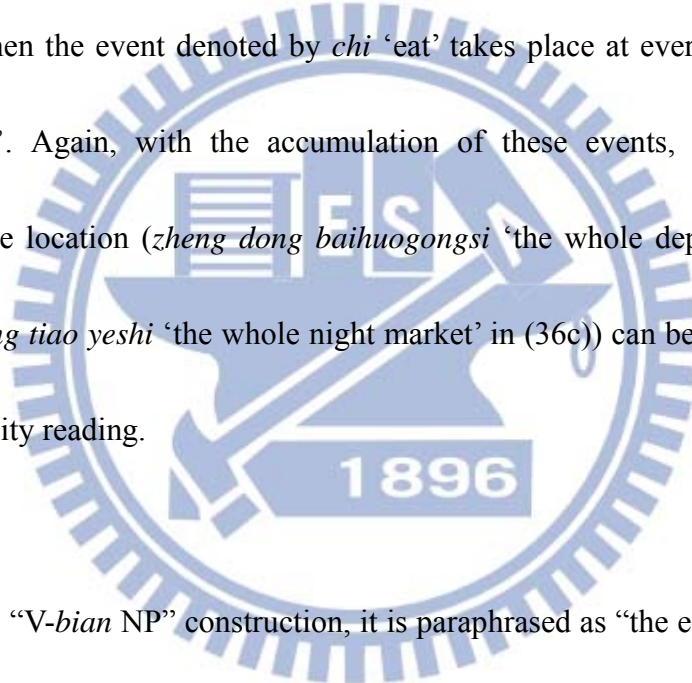 hen the event denoted by chi ‘eat’ takes place at ever
’. Again, with the accumulation of these events,
e location (zheng dong baihuogongsi ‘the whole dep
ng tiao yeshi ‘the whole night market’ in (36c)) can be
ity reading.
“V-bian NP” construction, it is paraphrased as “the e
E S A
1896